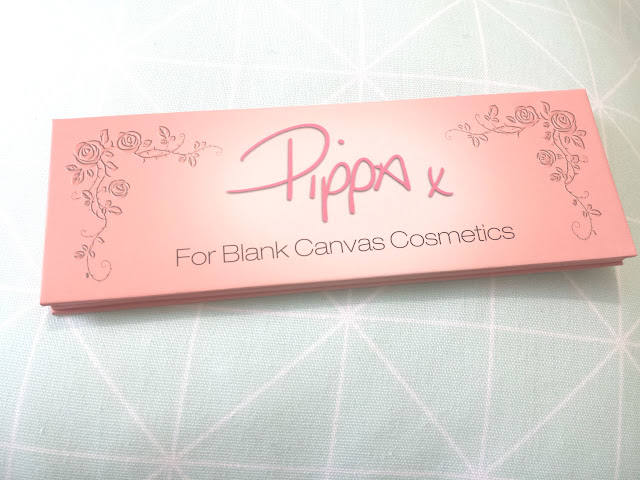 Pippa x
For Blank Canvas Cosmetics